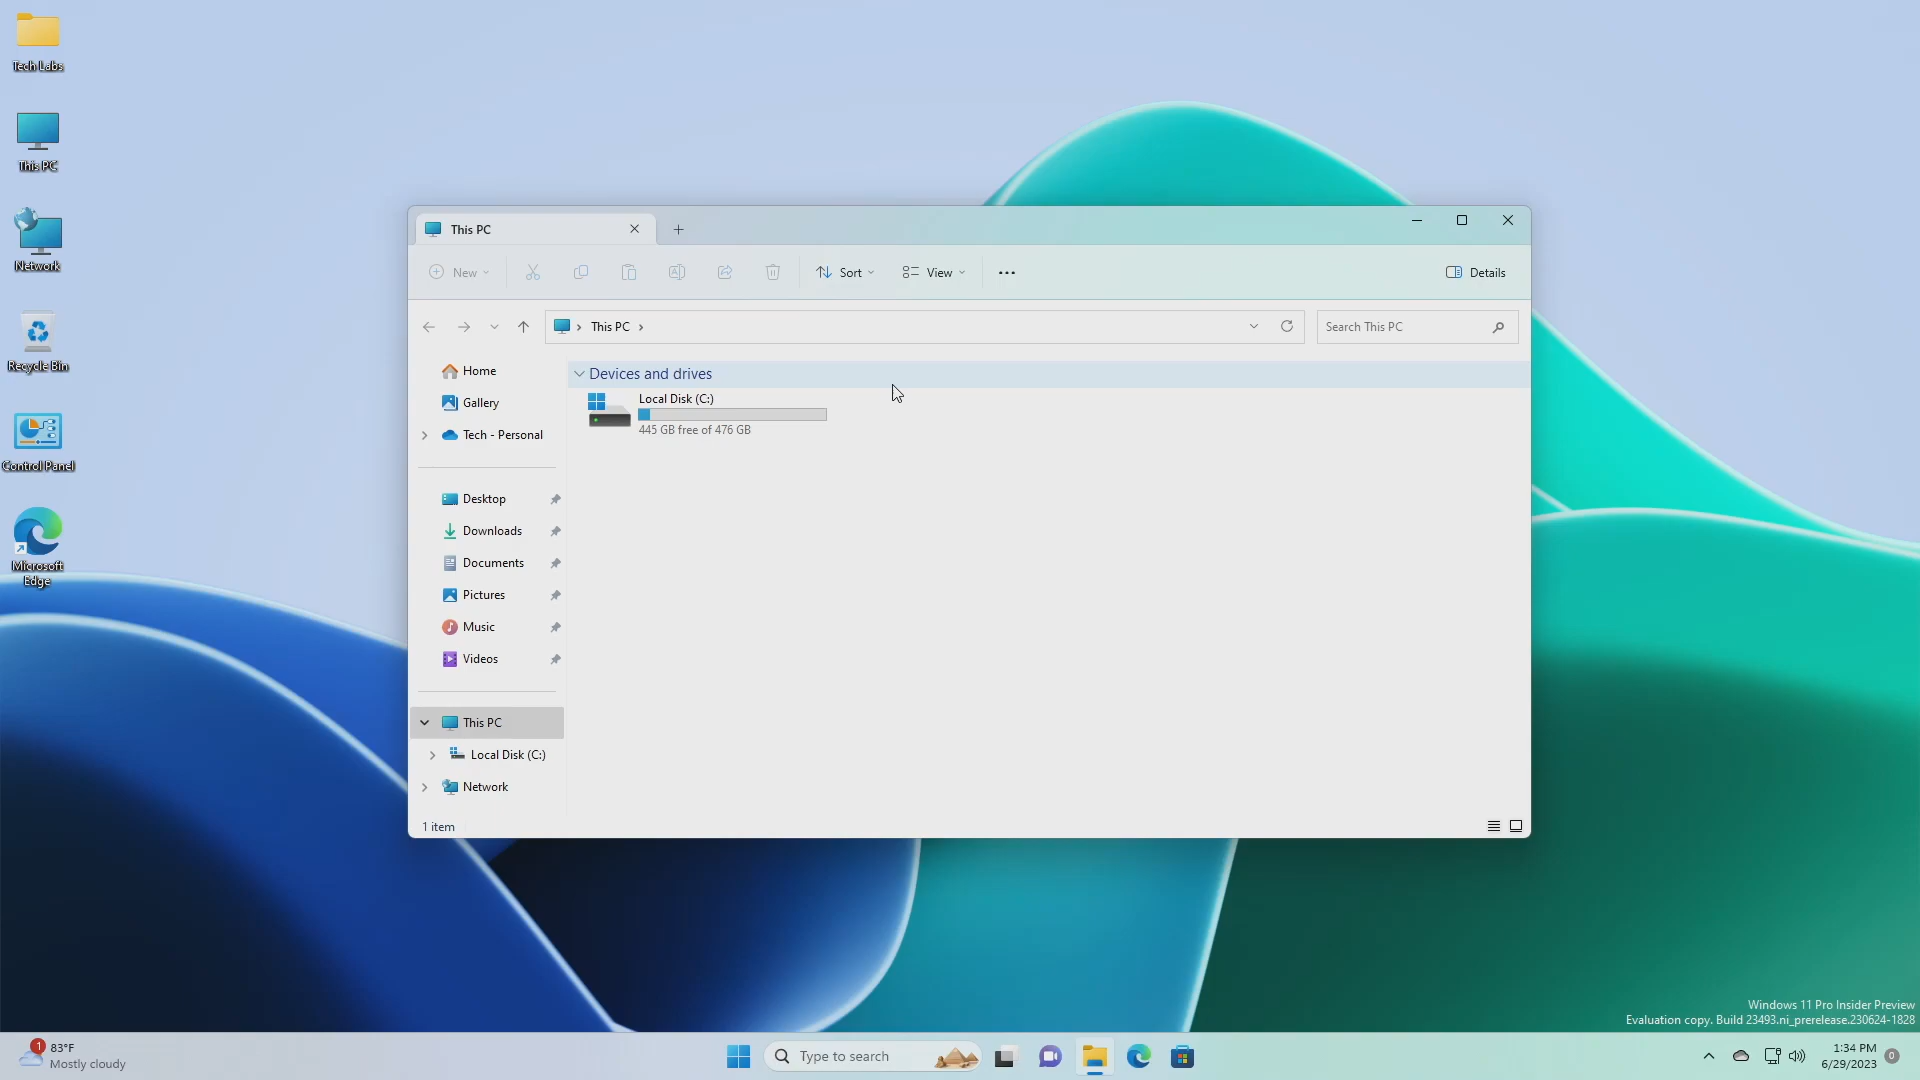 Tech Labs
This PC
Network
Recycle Bin
Control Panel
Microsoft
Edge
This PC
New
Sort
View
Details
This PC
Search This PC
Home
Gallery
Tech - Personal
Desktop
Downloads
Documents
Pictures
Music
Videos
This PC
Local Disk (C:)
Network
Devices and drives
Local Disk (C:)
445 GB free of 476 GB
1 item
Windows 11 Pro Insider Preview
Evaluation copy. Build 23493.ni_prerelease.230624-1828
1
83°F
Mostly cloudy
Type to search
1:34 PM
6/29/2023
0